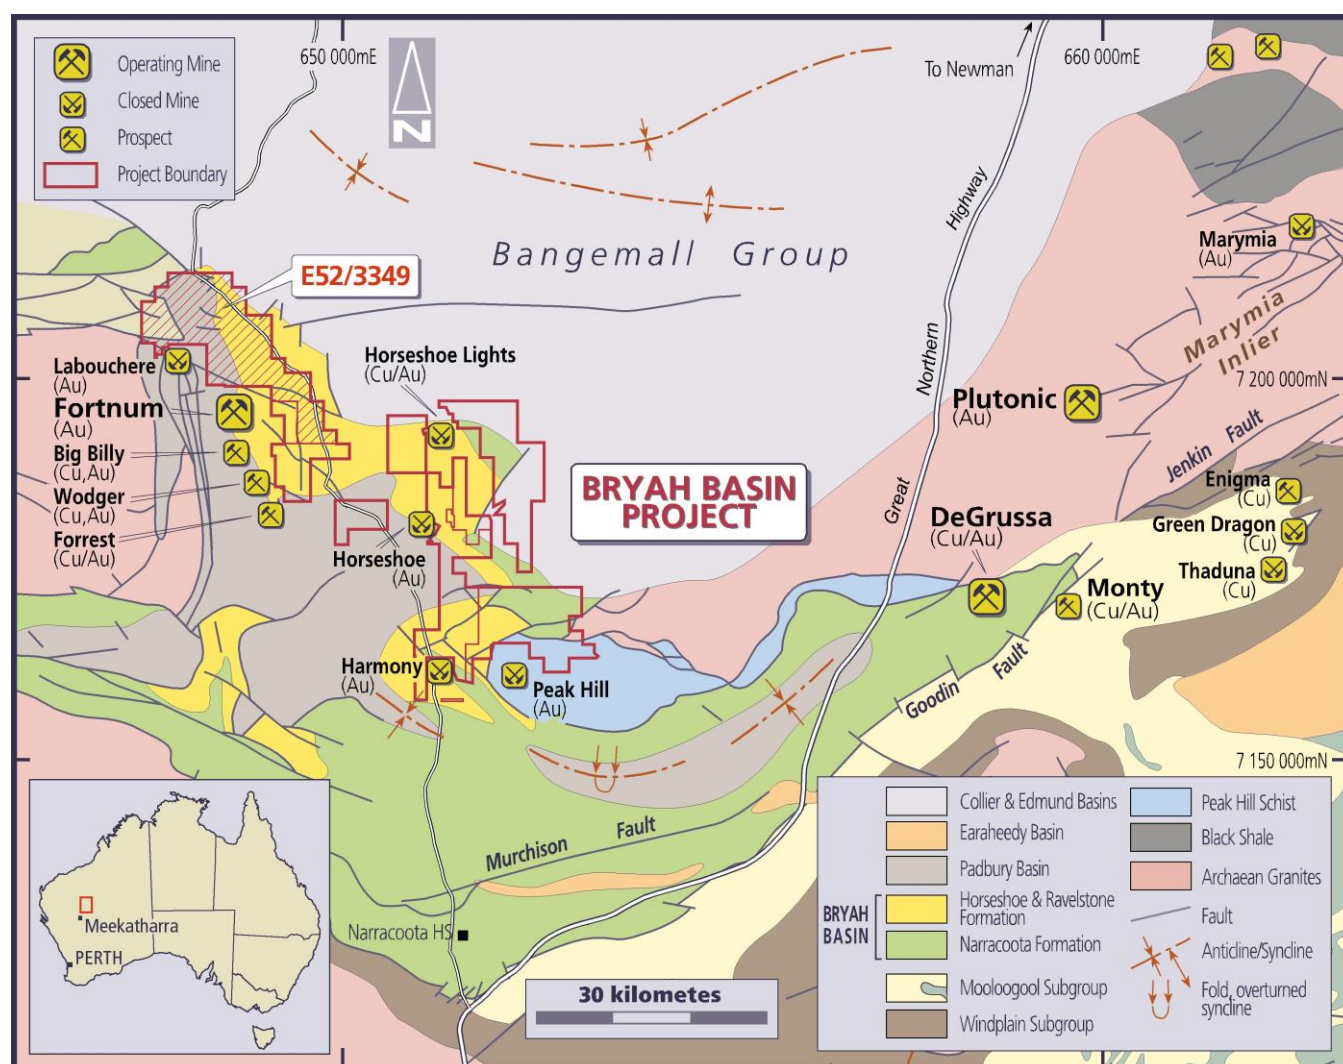 Operating Mine
Closed Mine
Prospect
Project Boundary
650 000mE
N
To Newman
660 000mE
Highway
Northern
Great
Bangemall Group
E52/3349
Marymia
(Au)
Marymia
Inlier
7 200 000mN
Labouchere
(Au)
Fortnum
(Au)
Big Billy
(Cu,Au)
Wodger
(Cu,Au)
Forrest
(Cu/Au)
Horseshoe Lights
(Cu/Au)
Horseshoe
(Au)
BRYAH BASIN
PROJECT
Plutonic
(Au)
Jenkin Fault
Enigma
(Cu)
Green Dragon
(Cu)
Thaduna
(Cu)
DeGrussa
(Cu/Au)
Monty
(Cu/Au)
Harmony
(Au)
Peak Hill
(Au)
Goodin Fault
7 150 000mN
Murchison Fault
Narracoota HS
30 kilometes
Meekatharra
PERTH
Collier & Edmund Basins
Earaheedy Basin
Padbury Basin
BRYAH
BASIN
Horseshoe & Ravelstone
Formation
Narracoota Formation
Mooloogool Subgroup
Windplain Subgroup
Peak Hill Schist
Black Shale
Archaean Granites
Fault
Anticline/Syncline
Fold, overturned
syncline